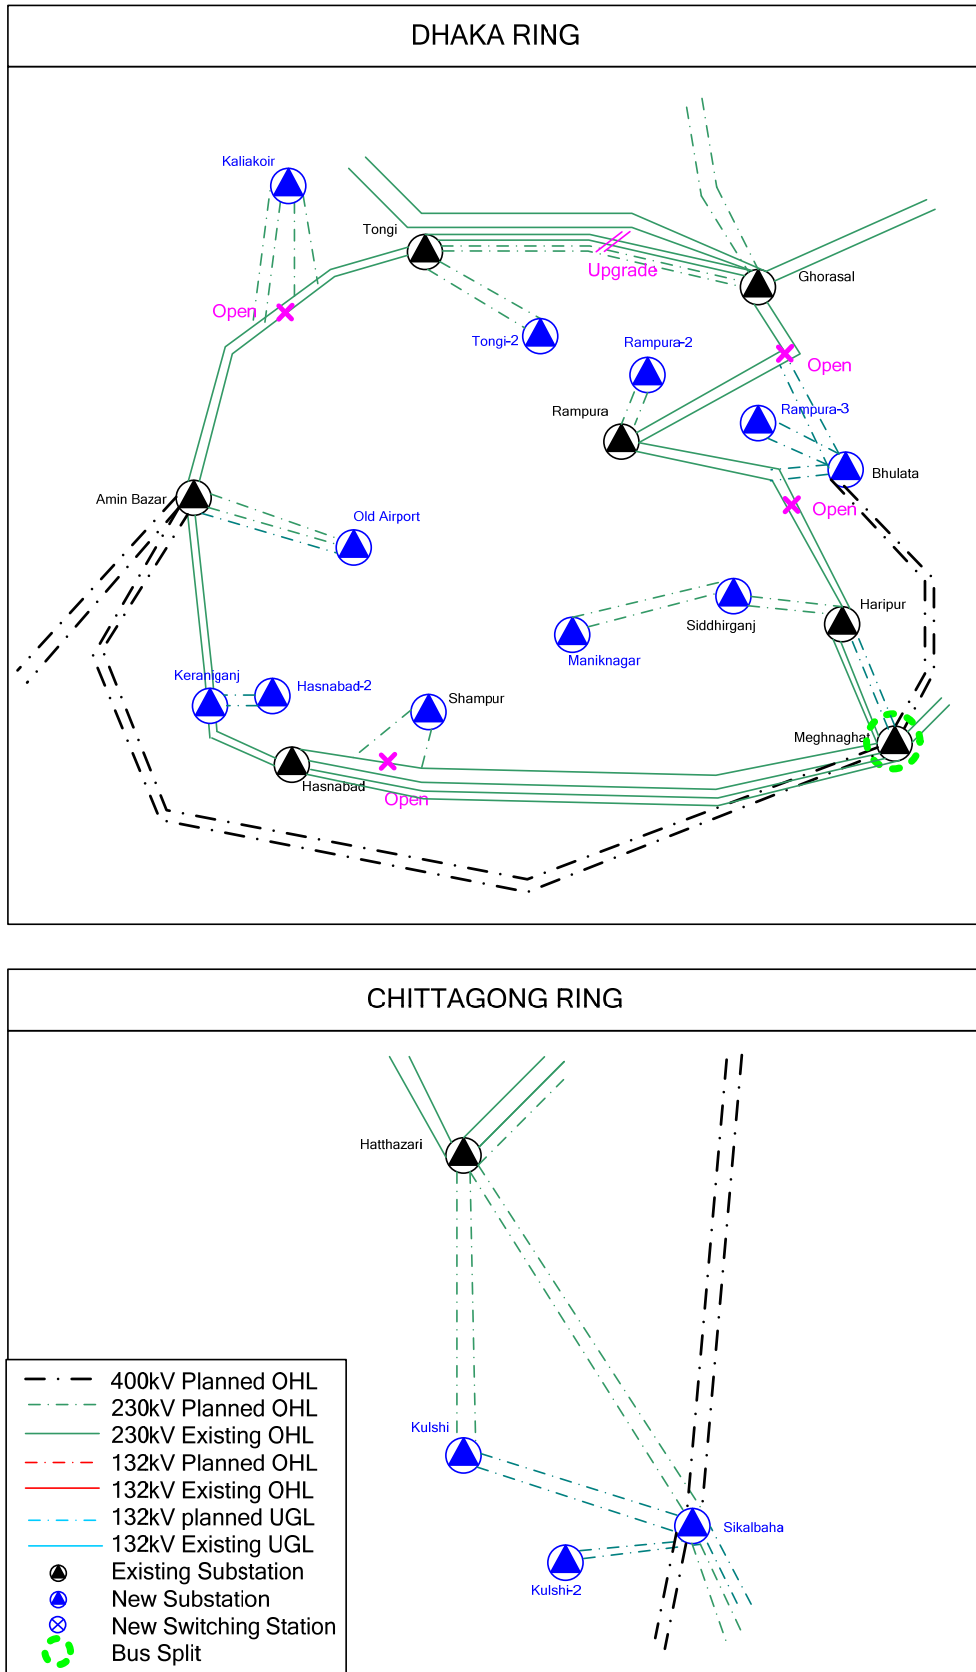 DHAKA RING
Kaliakoir
Tongi
Ghorasal
Upgrade
Open
Tongi-2
Rampura-2
Open
Rampura
Rampura-3
Bhulata
Amin Bazar
Open
Old Airport
Haripur
Siddhirganj
Maniknagar
Keraniganj
Hasnabad-2
Shampur
Meghnaghat
Hasnabad
Open
CHITTAGONG RING
Hatthazari
Kulshi
Sikalbaha
Kulshi-2
400kV Planned OHL
230kV Planned OHL
230kV Existing OHL
132kV Planned OHL
132kV Existing OHL
132kV planned UGL
132kV Existing UGL
Existing Substation
New Substation
New Switching Station
Bus Split